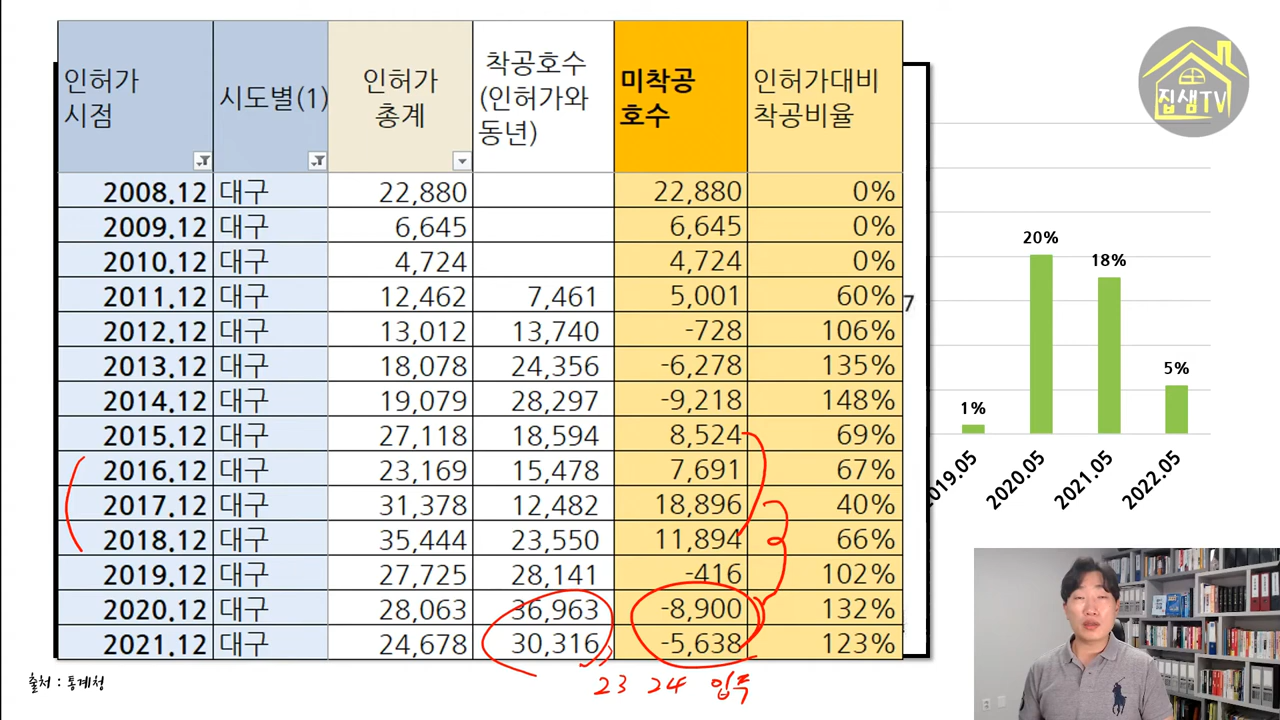 인허가 시점 시도별(1) 인허가 총계 착공호수 (인허가와 동년) 미착공 호수 인허가대비 착공비율
2008.12 대구 22,880 22,880 0%
2009.12 대구 6,645 6,645 0%
2010.12 대구 4,724 4,724 0%
2011.12 대구 12,462 7,461 5,001 60%
2012.12 대구 13,012 13,740 -728 106%
2013.12 대구 18,078 24,356 -6,278 135%
2014.12 대구 19,079 28,297 -9,218 148%
2015.12 대구 27,118 18,594 8,524 69%
2016.12 대구 23,169 15,478 7,691 67%
2017.12 대구 31,378 12,482 18,896 40%
2018.12 대구 35,444 23,550 11,894 66%
2019.12 대구 27,725 28,141 -416 102%
2020.12 대구 28,063 36,963 -8,900 132%
2021.12 대구 24,678 30,316 -5,638 123%
출처 : 통계청
23 24 입주
집샘TV
7
20%
18%
5%
1%
2019.05 2020.05 2021.05 2022.05